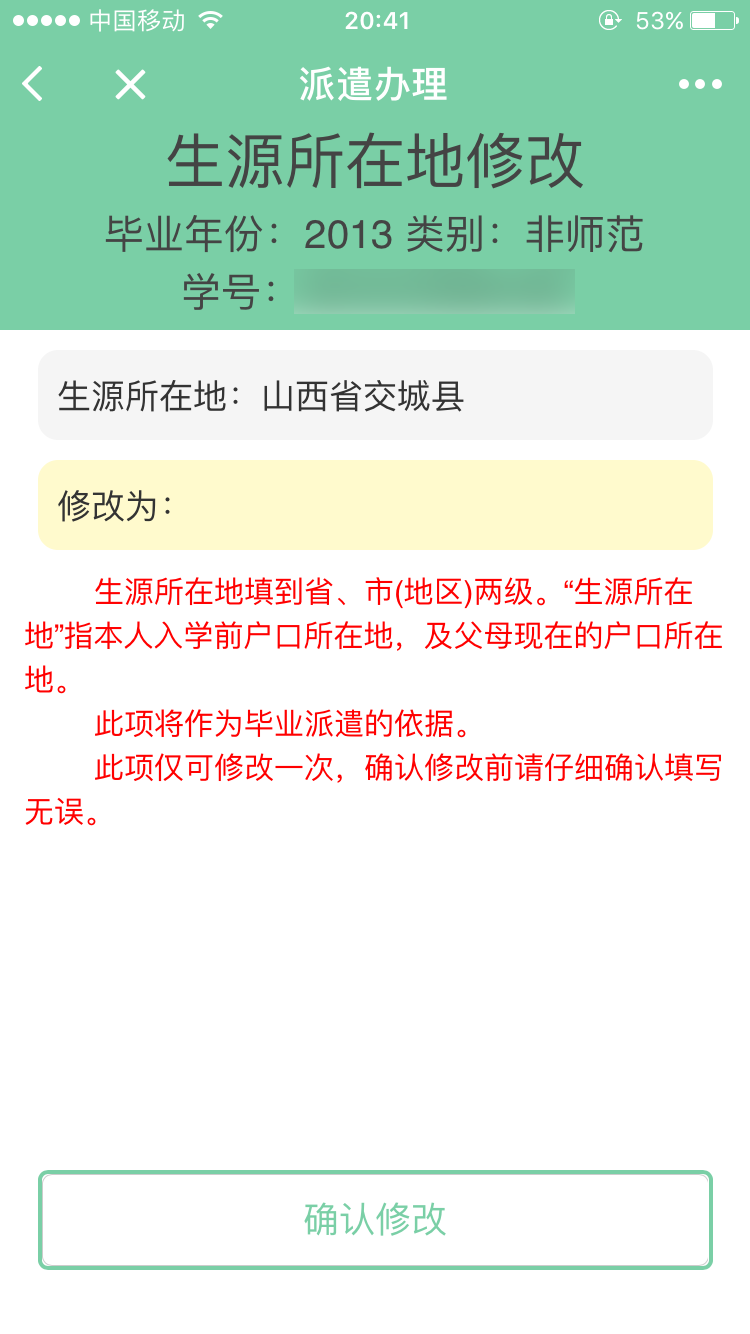 中国移动 20:41 53%
派遣办理
生源所在地修改
毕业年份：2013 类别：非师范
学号：
生源所在地：山西省交城县
修改为：
生源所在地填到省、市(地区)两级。“生源所在
地”指本人入学前户口所在地，及父母现在的户口所在
地。
此项将作为毕业派遣的依据。
此项仅可修改一次，确认修改前请仔细确认填写
无误。
确认修改